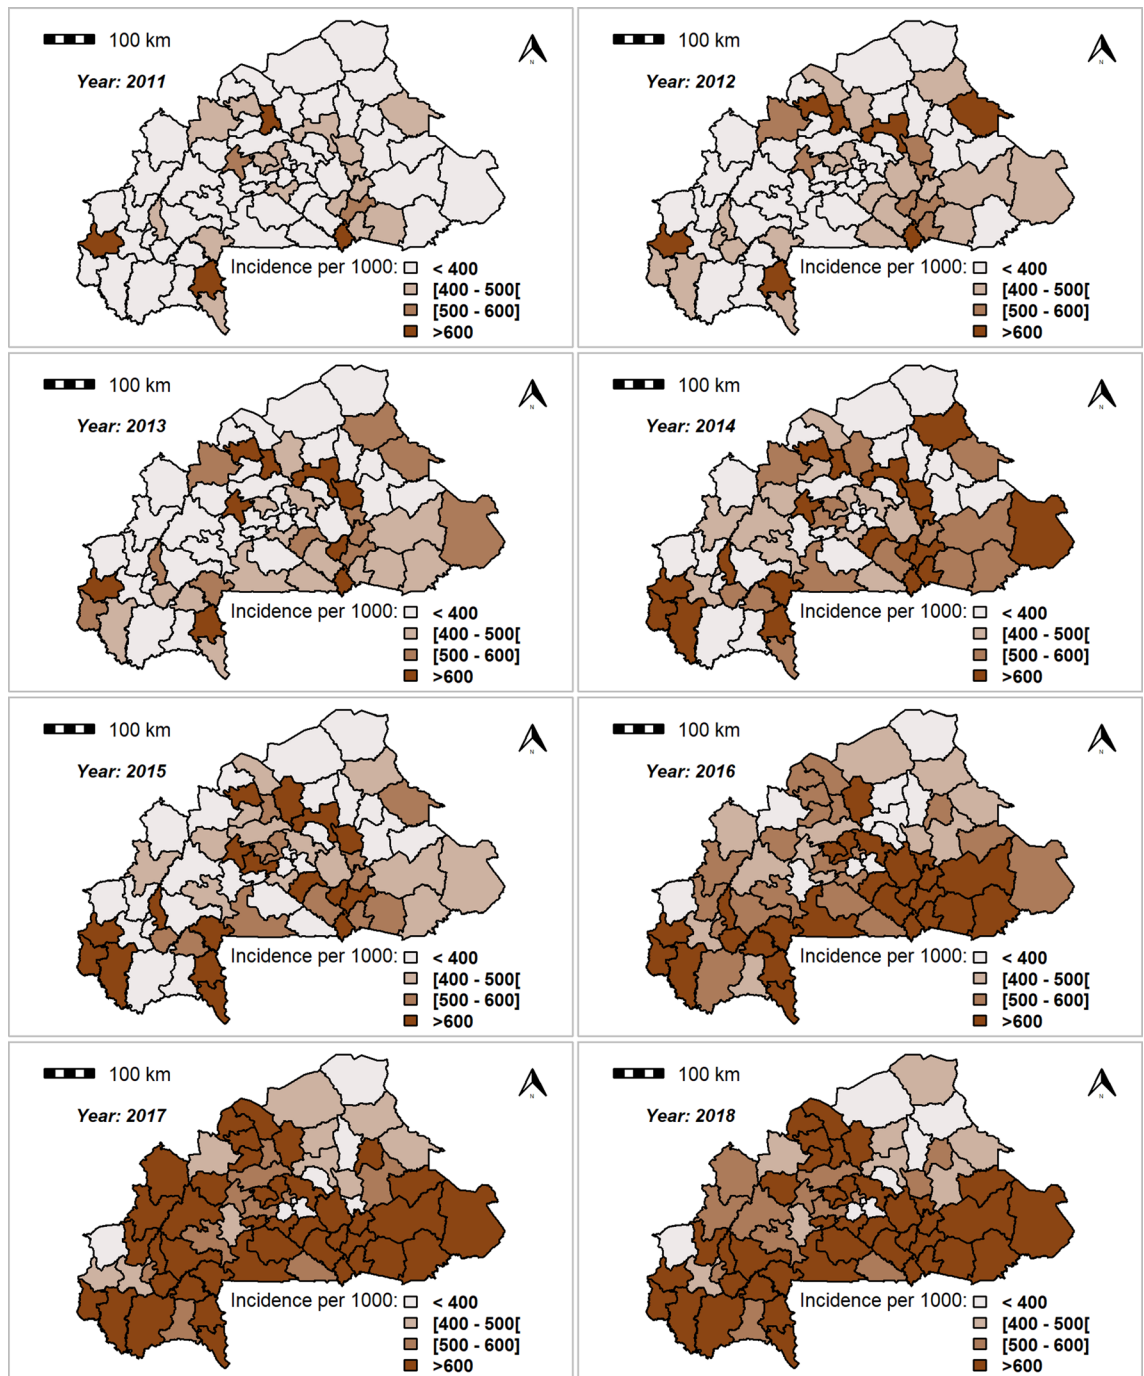 100 km
N
Year: 2011
Incidence per 1000:
< 400
[400 - 500[
[500 - 600]
>600
100 km
N
Year: 2012
Incidence per 1000:
< 400
[400 - 500[
[500 - 600]
>600
100 km
N
Year: 2013
Incidence per 1000:
< 400
[400 - 500[
[500 - 600]
>600
100 km
N
Year: 2014
Incidence per 1000:
< 400
[400 - 500[
[500 - 600]
>600
100 km
N
Year: 2015
Incidence per 1000:
< 400
[400 - 500[
[500 - 600]
>600
100 km
N
Year: 2016
Incidence per 1000:
< 400
[400 - 500[
[500 - 600]
>600
100 km
N
Year: 2017
Incidence per 1000:
< 400
[400 - 500[
[500 - 600]
>600
100 km
N
Year: 2018
Incidence per 1000:
< 400
[400 - 500[
[500 - 600]
>600